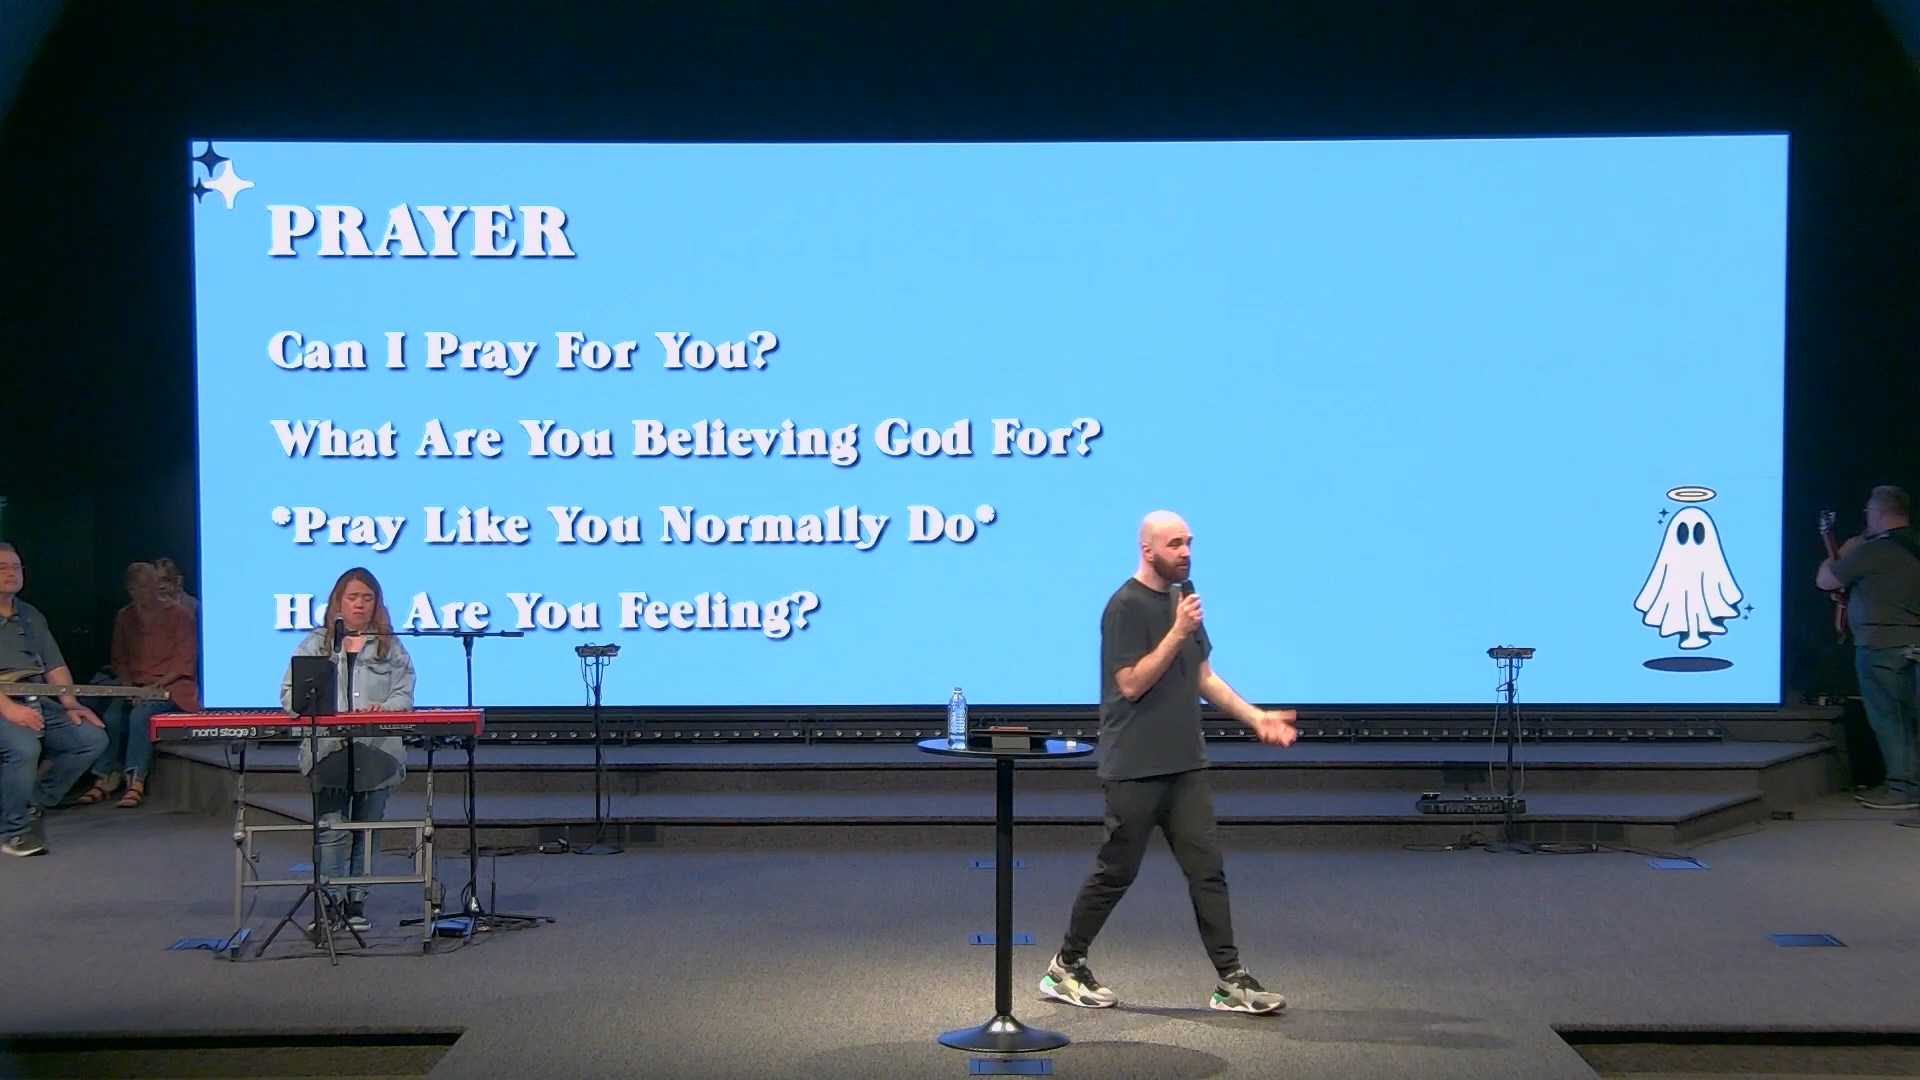 PRAYER
Can I Pray For You?
What Are You Believing God For?
*Pray Like You Normally Do*
Are You Feeling?
nord stage 3